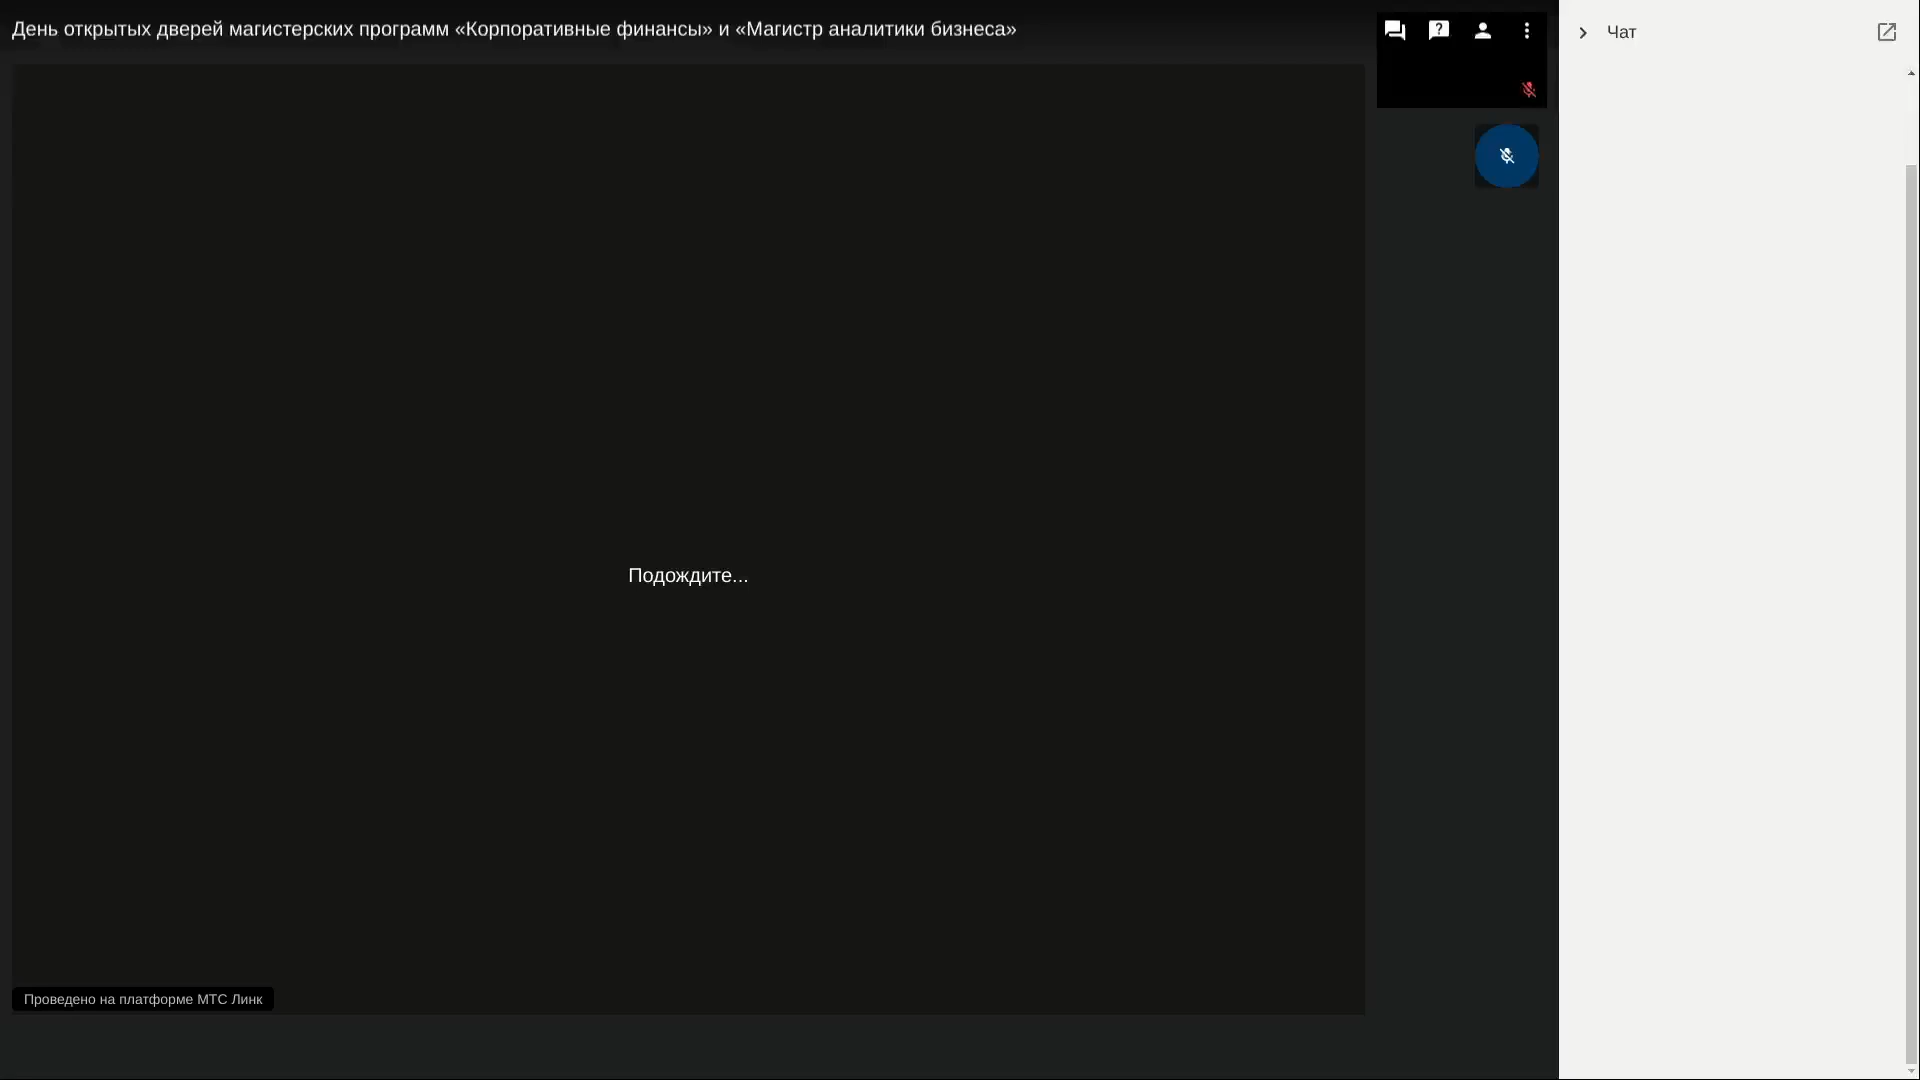 День открытых дверей магистерских программ «Корпоративные финансы» и «Магистр аналитики бизнеса»
Чат
Подождите...
Проведено на платформе МТС Линк